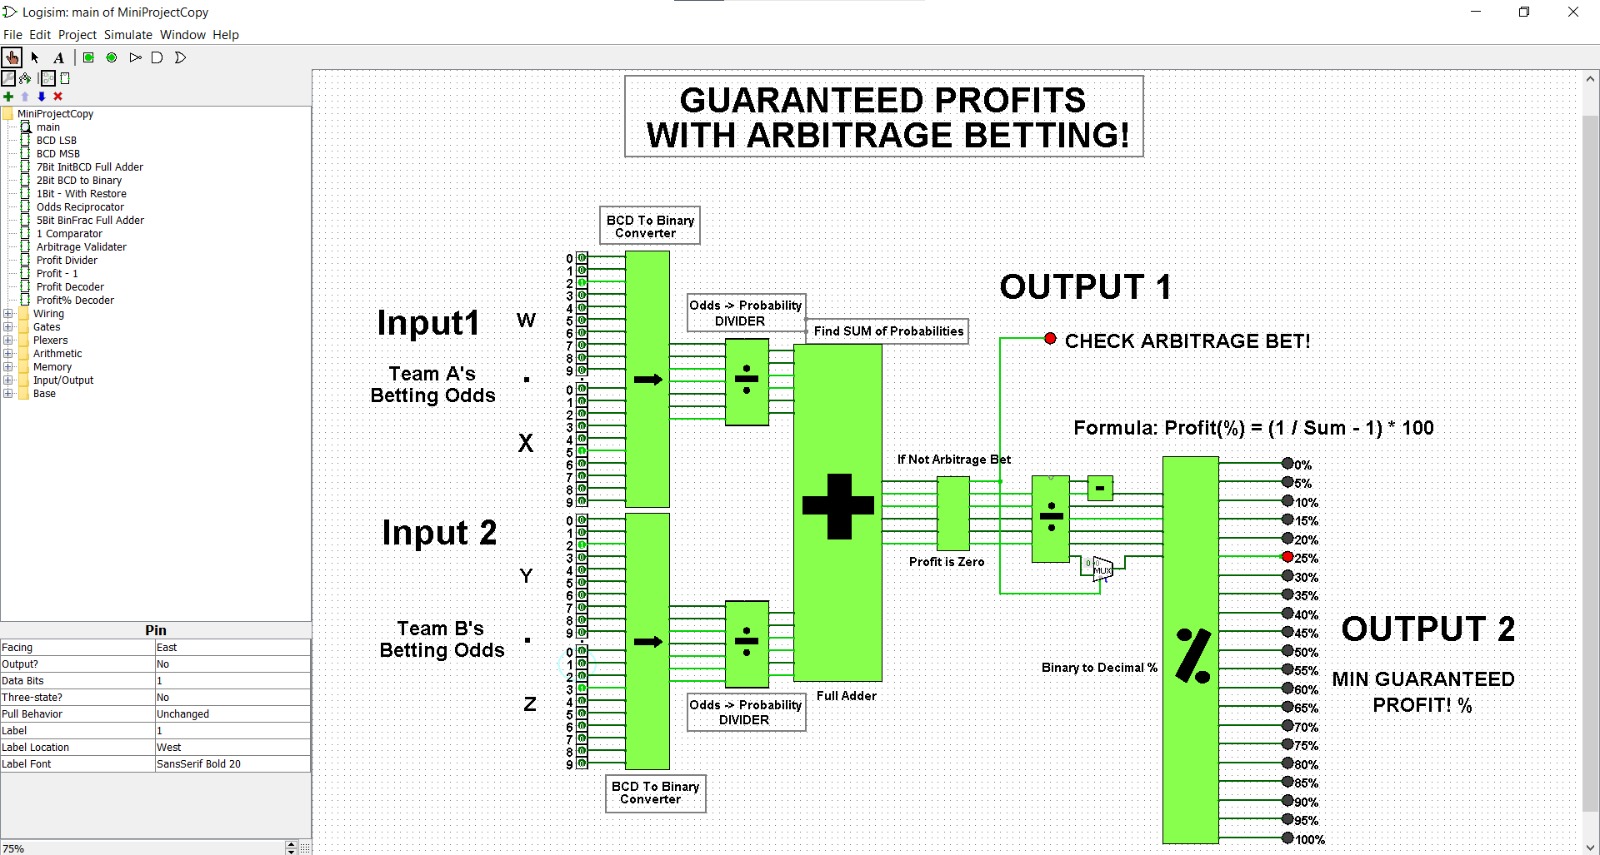 Logisim: main of MiniProjectCopy
File Edit Project Simulate Window Help
A
MiniProjectCopy
main
BCD LSB
BCD MSB
7Bit InitBCD Full Adder
2Bit BCD to Binary
1Bit - With Restore
Odds Reciprocator
5Bit BinFrac Full Adder
1 Comparator
Arbitrage Validater
Profit Divider
Profit - 1
Profit Decoder
Profit% Decoder
Wiring
Gates
Plexers
Arithmetic
Memory
Input/Output
Base
Pin
Facing East
Output? No
Data Bits 1
Three-state? No
Pull Behavior Unchanged
Label 1
Label Location West
Label Font SansSerif Bold 20
75%
GUARANTEED PROFITS
WITH ARBITRAGE BETTING!
BCD To Binary
Converter
Input1
W
Team A's
Betting Odds
.
X
0
1
2
3
4
5
6
7
8
9
.
0
1
2
3
4
5
6
7
8
9
Odds -> Probability
DIVIDER
÷
Find SUM of Probabilities
Input 2
Y
Team B's
Betting Odds
.
Z
0
1
2
3
4
5
6
7
8
9
.
0
1
2
3
4
5
6
7
8
9
÷
Odds -> Probability
DIVIDER
BCD To Binary
Converter
+
Full Adder
If Not Arbitrage Bet
Profit is Zero
OUTPUT 1
CHECK ARBITRAGE BET!
Formula: Profit(%) = (1 / Sum - 1) * 100
÷
-
0
MUX
Binary to Decimal %
%
0%
5%
10%
15%
20%
25%
30%
35%
40%
45%
50%
55%
60%
65%
70%
75%
80%
85%
90%
95%
100%
OUTPUT 2
MIN GUARANTEED
PROFIT! %